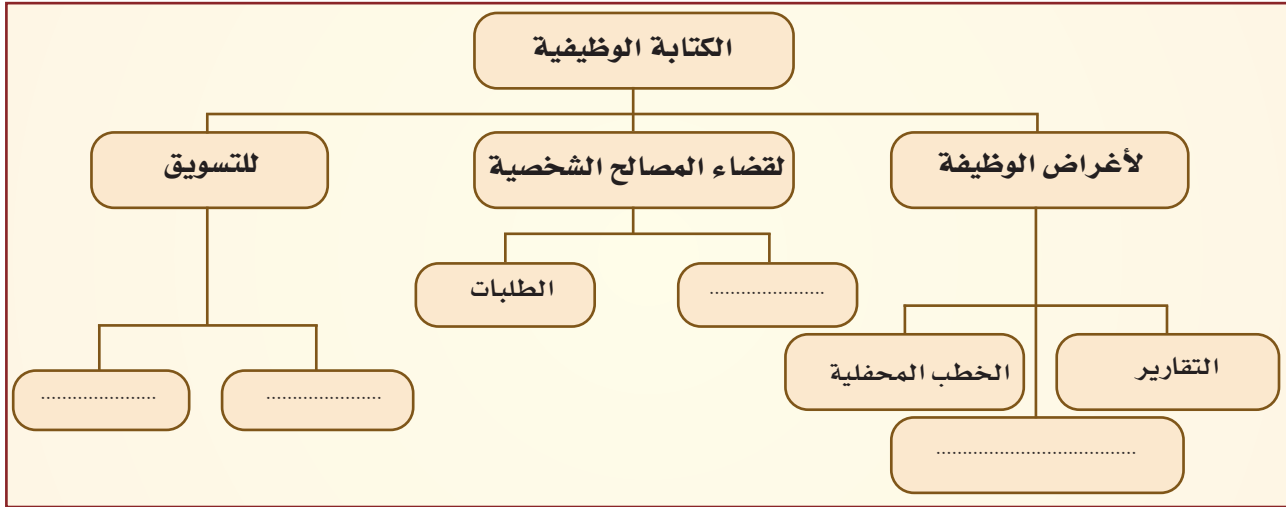 الكتابة الوظيفية
لأغراض الوظيفة
لقضاء المصالح الشخصية
للتسويق
......................
الطلبات
التقارير
الخطب المحفلية
......................
......................
......................................